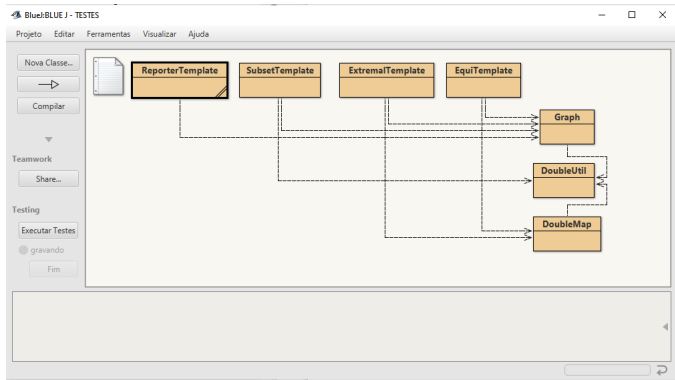 BlueJ:BLUE J - TESTES
Projeto Editar Ferramentas Visualizar Ajuda
Nova Classe...
Compilar
Teamwork
Share...
Testing
Executar Testes
gravando
Fim
ReporterTemplate
SubsetTemplate
ExtremalTemplate
EquiTemplate
Graph
DoubleUtil
DoubleMap